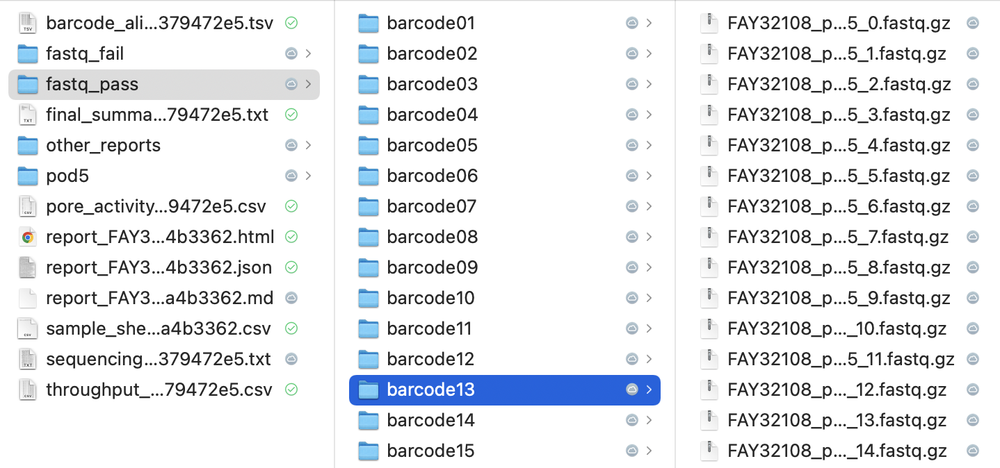 barcode_ali...379472e5.tsv
fastq_fail
fastq_pass
final_summa...79472e5.txt
other_reports
pod5
pore_activity...9472e5.csv
report_FAY3...4b3362.html
report_FAY3...4b3362.json
report_FAY3...a4b3362.md
sample_she...a4b3362.csv
sequencing...379472e5.txt
throughput_...79472e5.csv
barcode01
barcode02
barcode03
barcode04
barcode05
barcode06
barcode07
barcode08
barcode09
barcode10
barcode11
barcode12
barcode13
barcode14
barcode15
FAY32108_p...5_0.fastq.gz
FAY32108_p...5_1.fastq.gz
FAY32108_p...5_2.fastq.gz
FAY32108_p...5_3.fastq.gz
FAY32108_p...5_4.fastq.gz
FAY32108_p...5_5.fastq.gz
FAY32108_p...5_6.fastq.gz
FAY32108_p...5_7.fastq.gz
FAY32108_p...5_8.fastq.gz
FAY32108_p...5_9.fastq.gz
FAY32108_p..._10.fastq.gz
FAY32108_p...5_11.fastq.gz
FAY32108_p..._12.fastq.gz
FAY32108_p..._13.fastq.gz
FAY32108_p..._14.fastq.gz